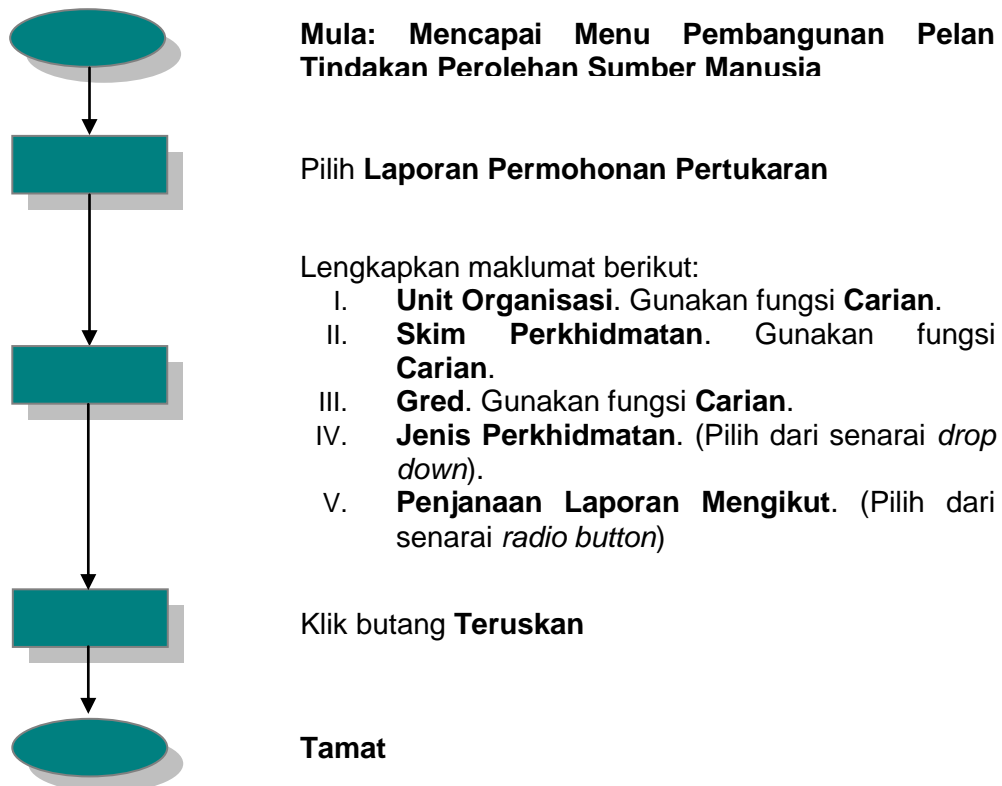 Mula: Mencapai Menu Pembangunan Pelan
Tindakan Perolehan Sumber Manusia
Pilih Laporan Permohonan Pertukaran
Lengkapkan maklumat berikut:
I. Unit Organisasi. Gunakan fungsi Carian.
II. Skim Perkhidmatan. Gunakan fungsi
Carian.
III. Gred. Gunakan fungsi Carian.
IV. Jenis Perkhidmatan. (Pilih dari senarai drop
down).
V. Penjanaan Laporan Mengikut. (Pilih dari
senarai radio button)
Klik butang Teruskan
Tamat